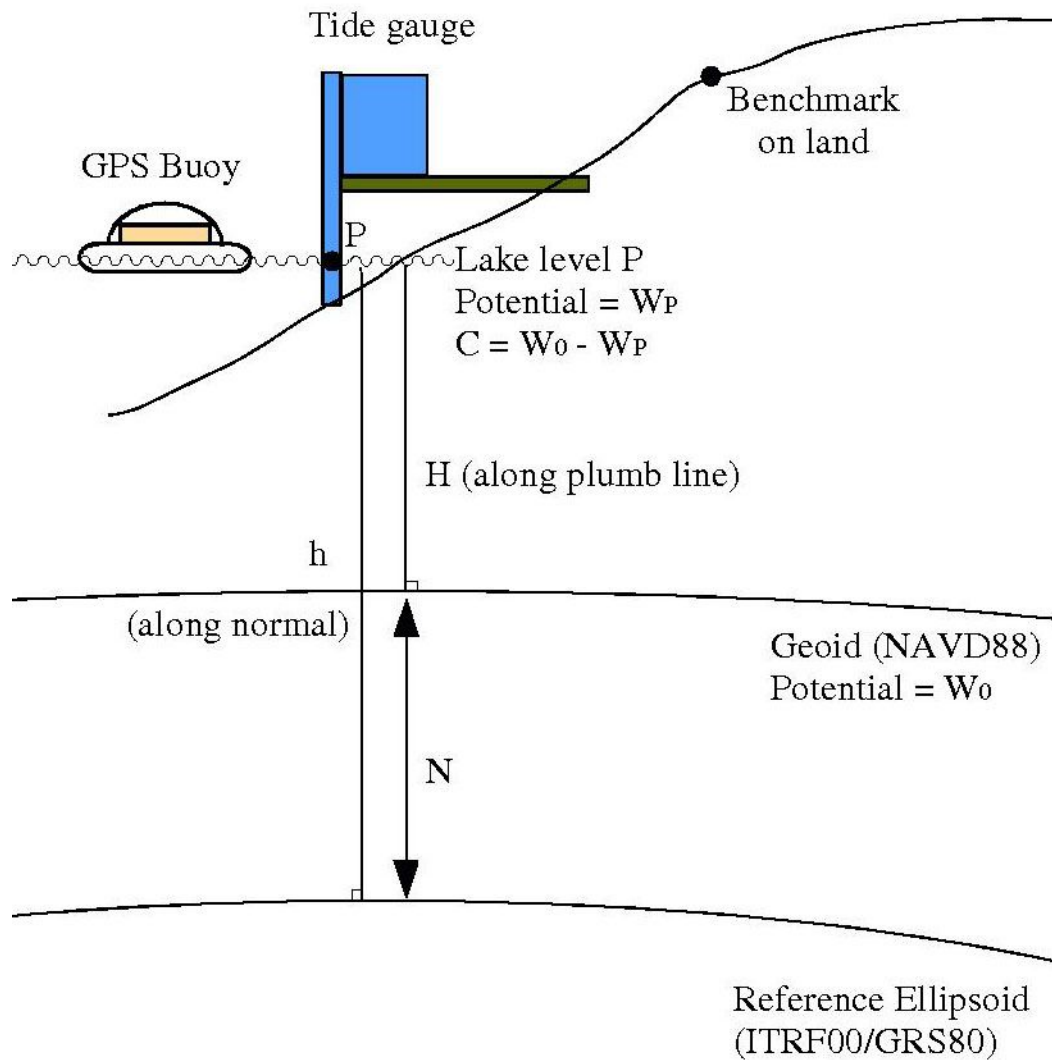 Tide gauge
Benchmark
on land
GPS Buoy
P
Lake level P
Potential = WP
C = W0 - WP
H (along plumb line)
h
(along normal)
Geoid (NAVD88)
Potential = W0
N
Reference Ellipsoid
(ITRF00/GRS80)